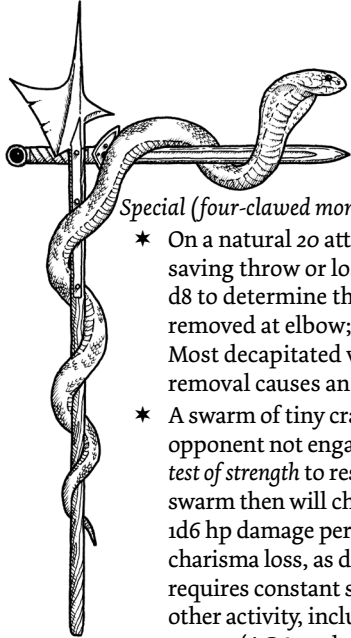 Special (four-clawed mon
✶ On a natural 20 att
saving throw or lo
d8 to determine th
removed at elbow;
Most decapitated v
removal causes an
✶ A swarm of tiny cra
opponent not enga
test of strength to res
swarm then will ch
1d6 hp damage per
charisma loss, as d
requires constant s
other activity, inclu